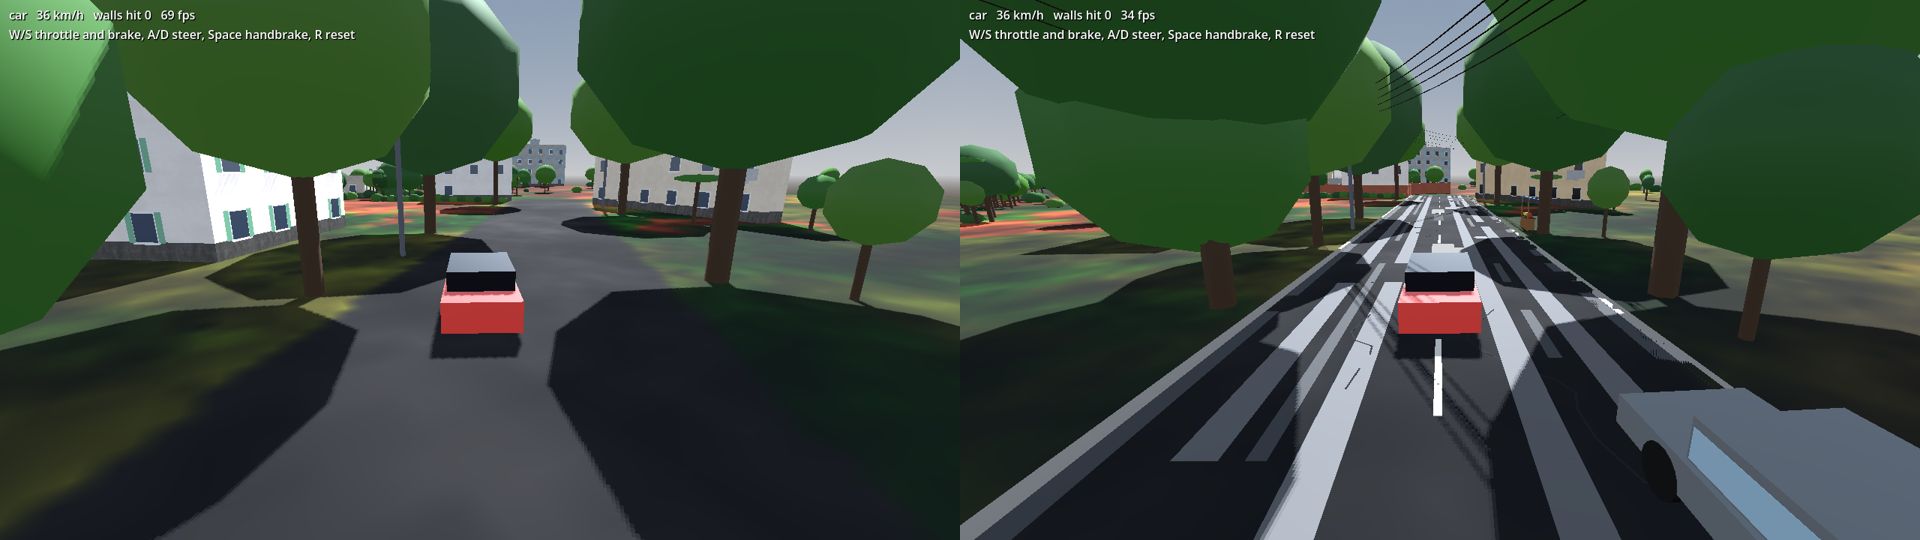 car 36 km/h walls hit 0 69 fps
W/S throttle and brake, A/D steer, Space handbrake, R reset
car 36 km/h walls hit 0 34 fps
W/S throttle and brake, A/D steer, Space handbrake, R reset